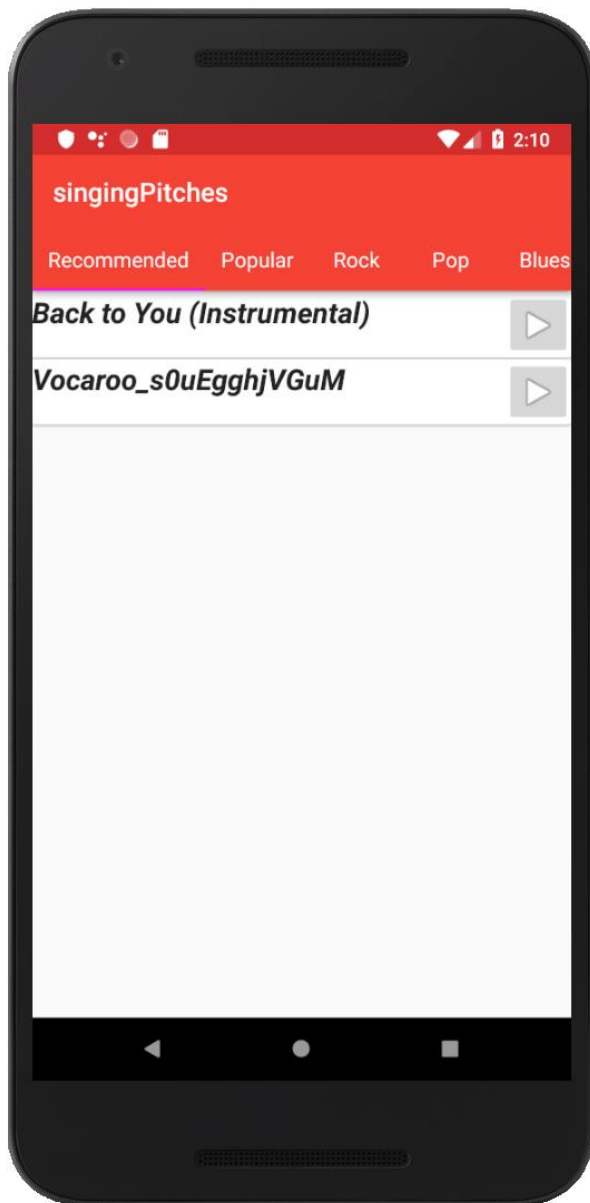 2:10
singingPitches
Recommended Popular Rock Pop Blues
Back to You (Instrumental)
Vocaroo_s0uEgghjVGuM